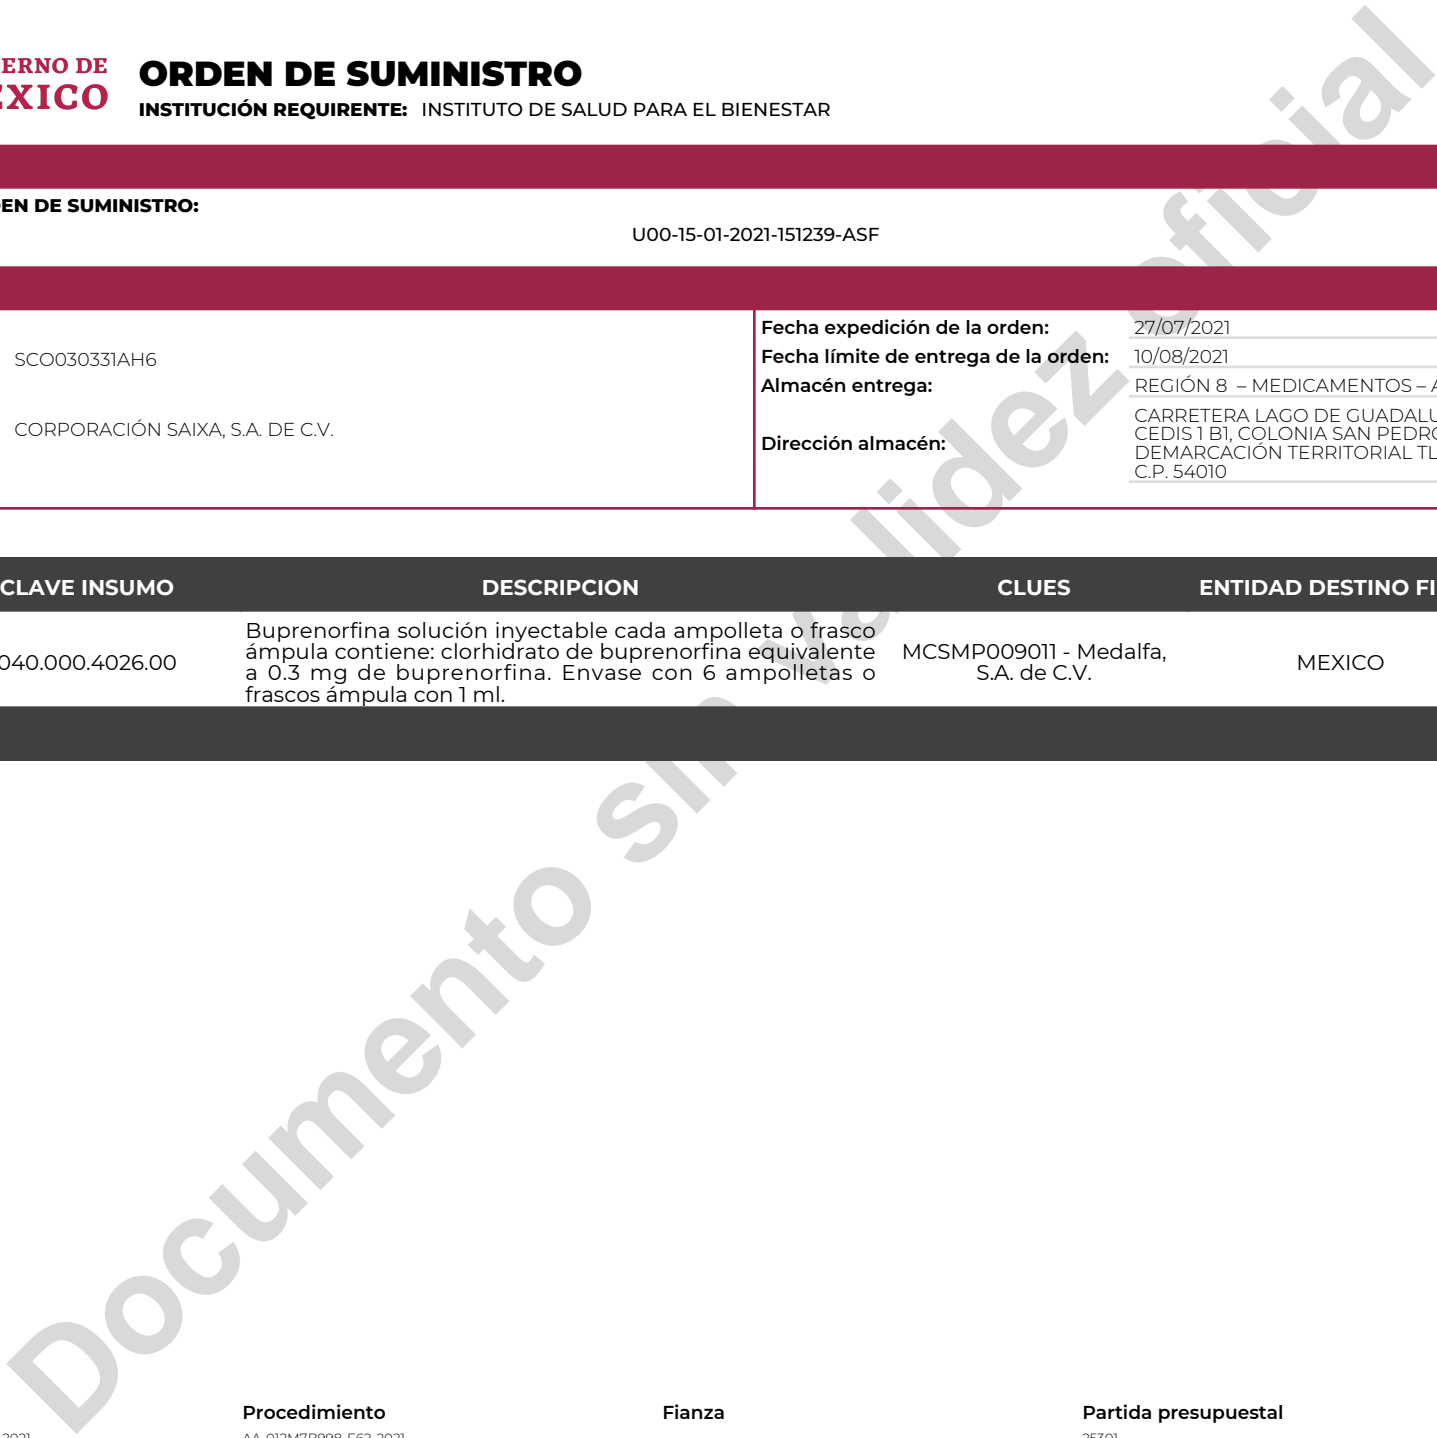 ERNO DE
ORDEN DE SUMINISTRO
EXICO
INSTITUCIÓN REQUIRENTE: INSTITUTO DE SALUD PARA EL BIENESTAR
EN DE SUMINISTRO:
U00-15-01-2021-151239-ASF
SCO030331AH6
CORPORACIÓN SAIXA, S.A. DE C.V.
Fecha expedición de la orden: 27/07/2021
Fecha límite de entrega de la orden: 10/08/2021
Almacén entrega: REGIÓN 8 – MEDICAMENTOS – A
Dirección almacén:
CARRETERA LAGO DE GUADALU
CEDIS 1 B1, COLONIA SAN PEDRO
DEMARCACIÓN TERRITORIAL TL
C.P. 54010
CLAVE INSUMO DESCRIPCION CLUES ENTIDAD DESTINO FI
040.000.4026.00
Buprenorfina solución inyectable cada ampolleta o frasco
ámpula contiene: clorhidrato de buprenorfina equivalente
a 0.3 mg de buprenorfina. Envase con 6 ampolletas o
frascos ámpula con 1 ml.
MCSMP009011 - Medalfa,
S.A. de C.V.
MEXICO
Documento sin validez oficial
Procedimiento Fianza Partida presupuestal